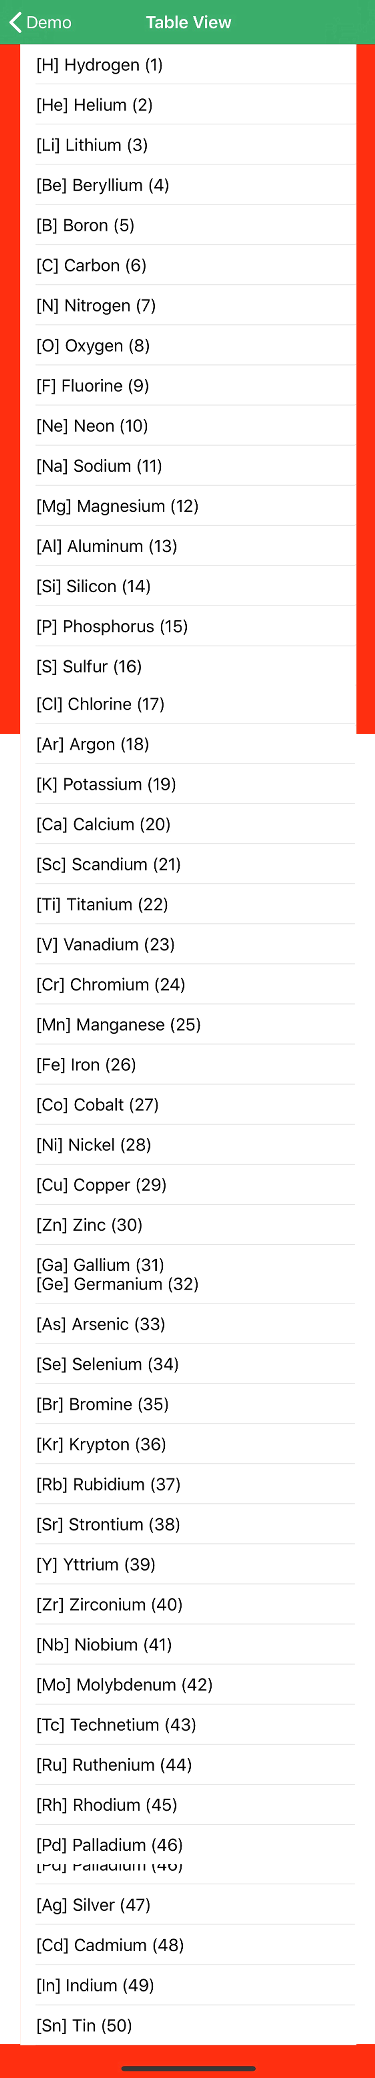 Demo
Table View
[H] Hydrogen (1)
[He] Helium (2)
[Li] Lithium (3)
[Be] Beryllium (4)
[B] Boron (5)
[C] Carbon (6)
[N] Nitrogen (7)
[O] Oxygen (8)
[F] Fluorine (9)
[Ne] Neon (10)
[Na] Sodium (11)
[Mg] Magnesium (12)
[Al] Aluminum (13)
[Si] Silicon (14)
[P] Phosphorus (15)
[S] Sulfur (16)
[Cl] Chlorine (17)
[Ar] Argon (18)
[K] Potassium (19)
[Ca] Calcium (20)
[Sc] Scandium (21)
[Ti] Titanium (22)
[V] Vanadium (23)
[Cr] Chromium (24)
[Mn] Manganese (25)
[Fe] Iron (26)
[Co] Cobalt (27)
[Ni] Nickel (28)
[Cu] Copper (29)
[Zn] Zinc (30)
[Ga] Gallium (31)
[Ge] Germanium (32)
[As] Arsenic (33)
[Se] Selenium (34)
[Br] Bromine (35)
[Kr] Krypton (36)
[Rb] Rubidium (37)
[Sr] Strontium (38)
[Y] Yttrium (39)
[Zr] Zirconium (40)
[Nb] Niobium (41)
[Mo] Molybdenum (42)
[Tc] Technetium (43)
[Ru] Ruthenium (44)
[Rh] Rhodium (45)
[Pd] Palladium (46)
[Pd] Palladium (46)
[Ag] Silver (47)
[Cd] Cadmium (48)
[In] Indium (49)
[Sn] Tin (50)